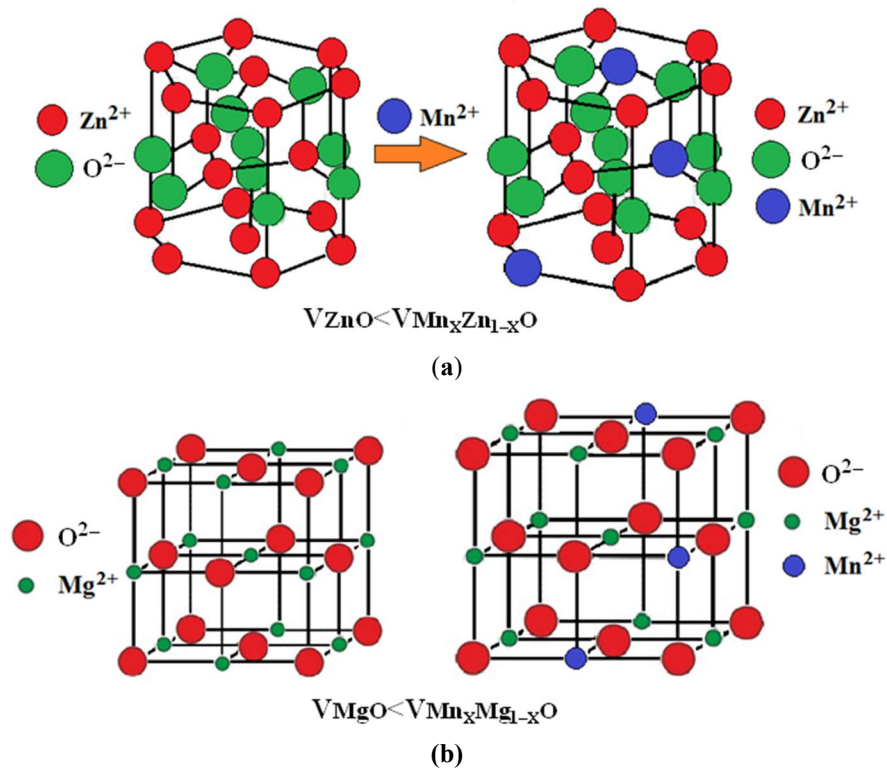 Zn²⁺
O²⁻
Mn²⁺
Zn²⁺
O²⁻
Mn²⁺
VZnO<VMnₓZn₁₋ₓO
(a)
O²⁻
Mg²⁺
O²⁻
Mg²⁺
Mn²⁺
VMgO<VMnₓMg₁₋ₓO
(b)